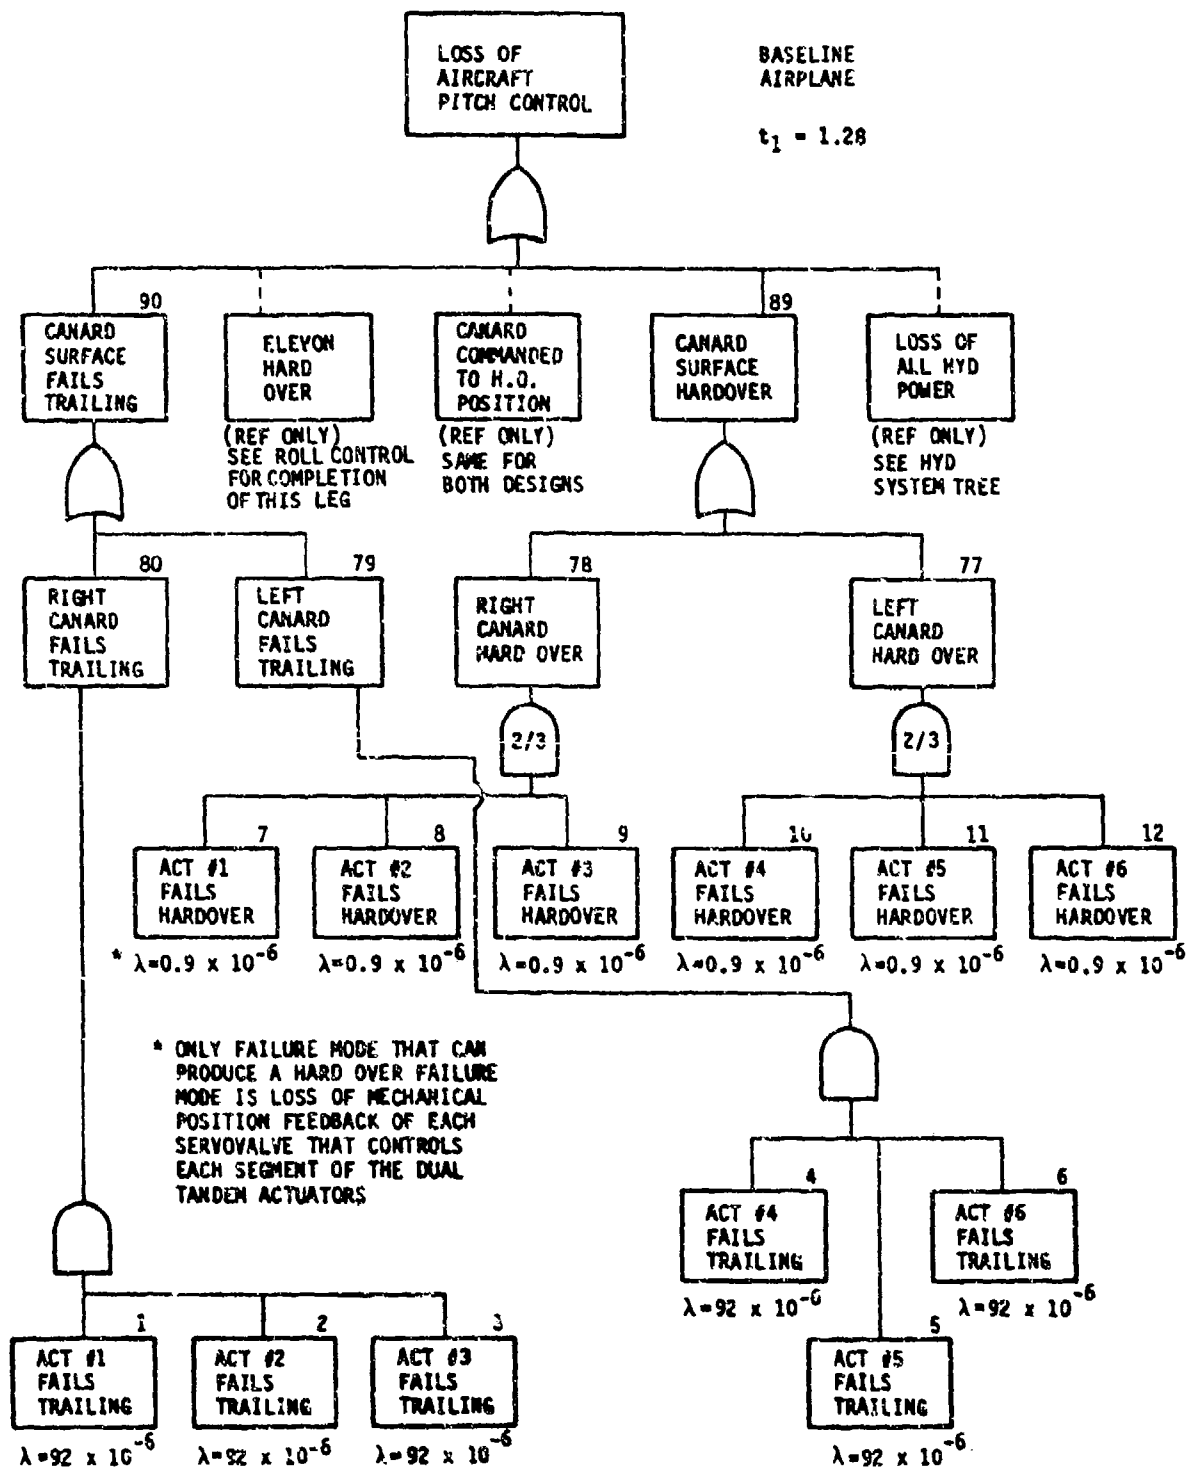 LOSS OF
AIRCRAFT
PITCH CONTROL
BASELINE
AIRPLANE
t1 = 1.28
90
CANARD
SURFACE
FAILS
TRAILING
ELEVON
HARD
OVER
(REF ONLY)
SEE ROLL CONTROL
FOR COMPLETION
OF THIS LEG
CANARD
COMMANDED
TO H.O.
POSITION
(REF ONLY)
SAME FOR
BOTH DESIGNS
89
CANARD
SURFACE
HARDOVER
LOSS OF
ALL HYD
POWER
(REF ONLY)
SEE HYD
SYSTEM TREE
80
RIGHT
CANARD
FAILS
TRAILING
79
LEFT
CANARD
FAILS
TRAILING
78
RIGHT
CANARD
HARD OVER
77
LEFT
CANARD
HARD OVER
2/3
2/3
7
ACT #1
FAILS
HARDOVER
* λ=0.9 x 10-6
8
ACT #2
FAILS
HARDOVER
λ=0.9 x 10-6
9
ACT #3
FAILS
HARDOVER
λ=0.9 x 10-6
10
ACT #4
FAILS
HARDOVER
λ=0.9 x 10-6
11
ACT #5
FAILS
HARDOVER
λ=0.9 x 10-6
12
ACT #6
FAILS
HARDOVER
λ=0.9 x 10-6
* ONLY FAILURE MODE THAT CAN
PRODUCE A HARD OVER FAILURE
MODE IS LOSS OF MECHANICAL
POSITION FEEDBACK OF EACH
SERVOVALVE THAT CONTROLS
EACH SEGMENT OF THE DUAL
TANDEM ACTUATORS
4
ACT #4
FAILS
TRAILING
λ=92 x 10-6
6
ACT #6
FAILS
TRAILING
λ=92 x 10-6
5
ACT #5
FAILS
TRAILING
λ=92 x 10-6
1
ACT #1
FAILS
TRAILING
λ=92 x 10-6
2
ACT #2
FAILS
TRAILING
λ=92 x 10-6
3
ACT #3
FAILS
TRAILING
λ=92 x 10-6